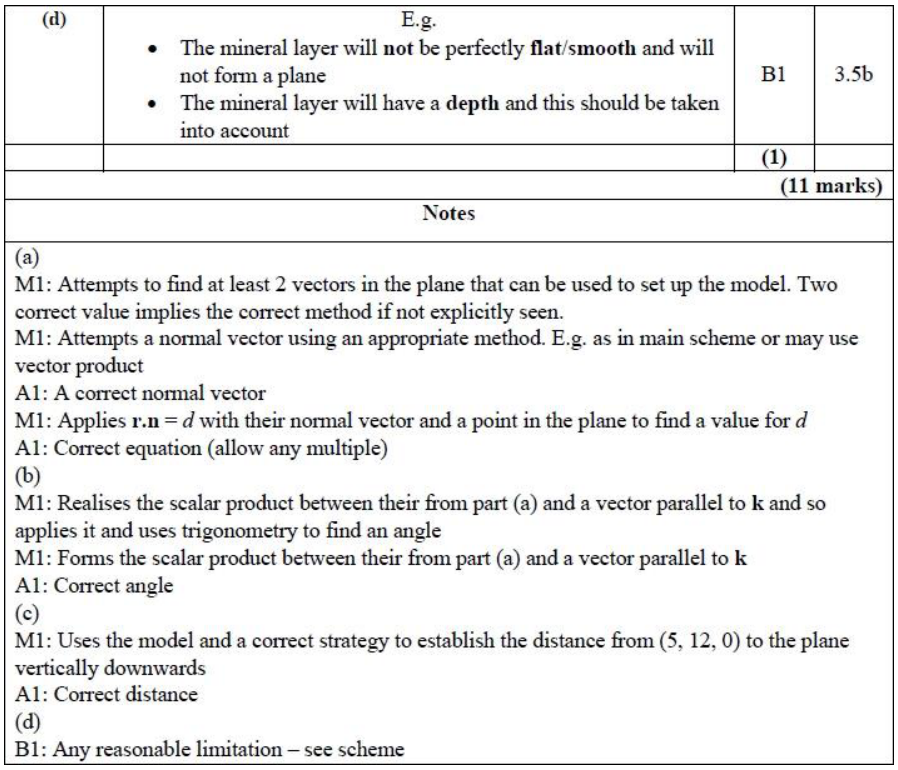 (d)
E.g.
• The mineral layer will not be perfectly flat/smooth and will
not form a plane
• The mineral layer will have a depth and this should be taken
into account
B1
3.5b
(1)
(11 marks)
Notes
(a)
M1: Attempts to find at least 2 vectors in the plane that can be used to set up the model. Two
correct value implies the correct method if not explicitly seen.
M1: Attempts a normal vector using an appropriate method. E.g. as in main scheme or may use
vector product
A1: A correct normal vector
M1: Applies r.n = d with their normal vector and a point in the plane to find a value for d
A1: Correct equation (allow any multiple)
(b)
M1: Realises the scalar product between their from part (a) and a vector parallel to k and so
applies it and uses trigonometry to find an angle
M1: Forms the scalar product between their from part (a) and a vector parallel to k
A1: Correct angle
(c)
M1: Uses the model and a correct strategy to establish the distance from (5, 12, 0) to the plane
vertically downwards
A1: Correct distance
(d)
B1: Any reasonable limitation – see scheme